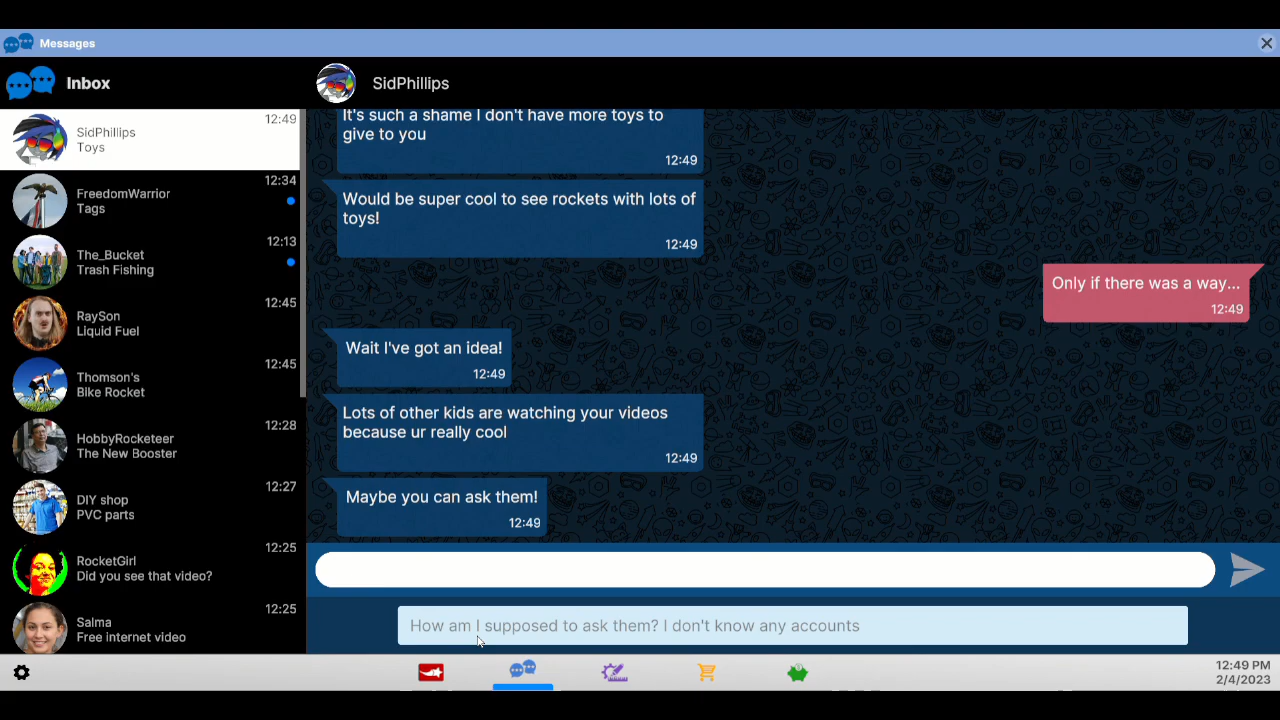 Messages
Inbox
SidPhillips
12:49
SidPhillips
Toys
12:34
FreedomWarrior
Tags
12:13
The_Bucket
Trash Fishing
12:45
RaySon
Liquid Fuel
12:45
Thomson's
Bike Rocket
12:28
HobbyRocketeer
The New Booster
12:27
DIY shop
PVC parts
12:25
RocketGirl
Did you see that video?
12:25
Salma
Free internet video
It's such a shame I don't have more toys to
give to you
12:49
Would be super cool to see rockets with lots of
toys!
12:49
Only if there was a way...
12:49
Wait I've got an idea!
12:49
Lots of other kids are watching your videos
because ur really cool
12:49
Maybe you can ask them!
12:49
How am I supposed to ask them? I don't know any accounts
12:49 PM
2/4/2023